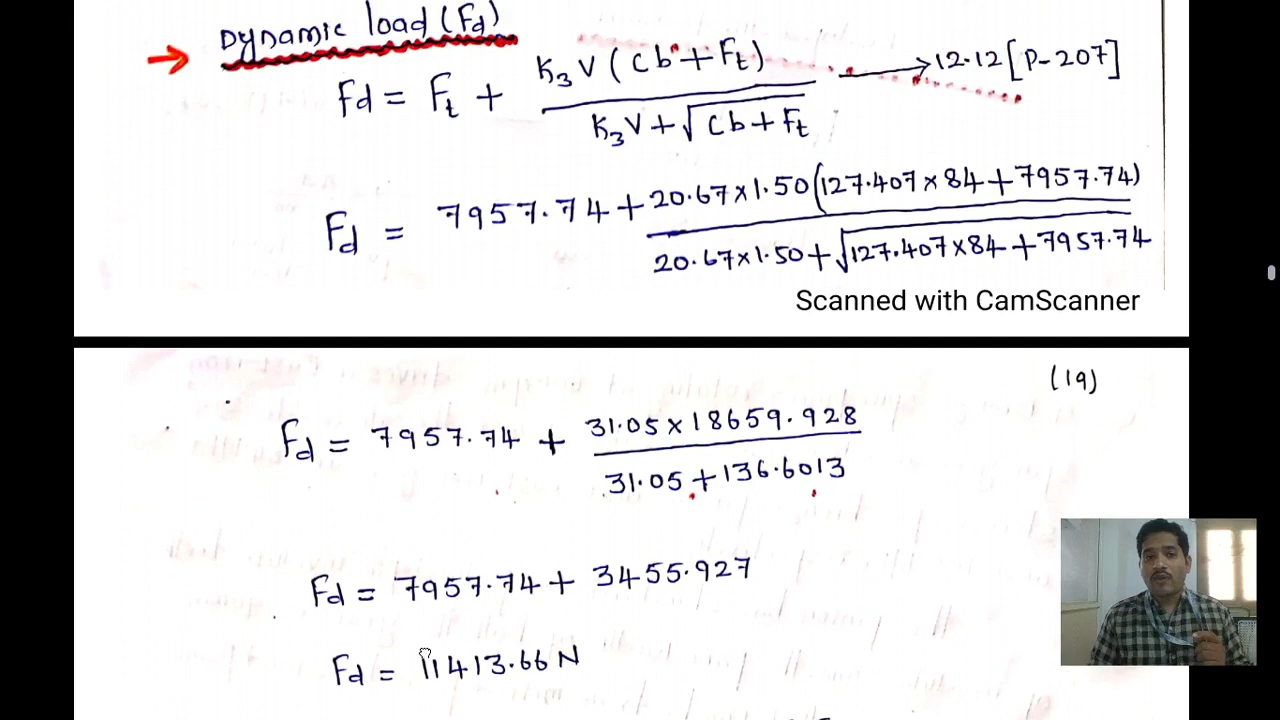 Dynamic load (Fd)
Fd = Ft + K3 V (Cb + Ft) / K3 V + √Cb + Ft → 12.12 [P-207]
Fd = 7957.74 + 20.67×1.50 (127.407×84+7957.74) / 20.67×1.50+√127.407×84+7957.74
Scanned with CamScanner
(19)
Fd = 7957.74 + 31.05×18659.928 / 31.05+136.6013
Fd = 7957.74 + 3455.927
Fd = 11413.66 N